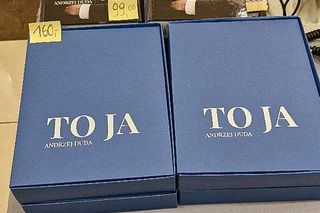 160,-
99,00
TO JA
ANDRZEJ DUDA
TO JA
ANDRZEJ DUDA